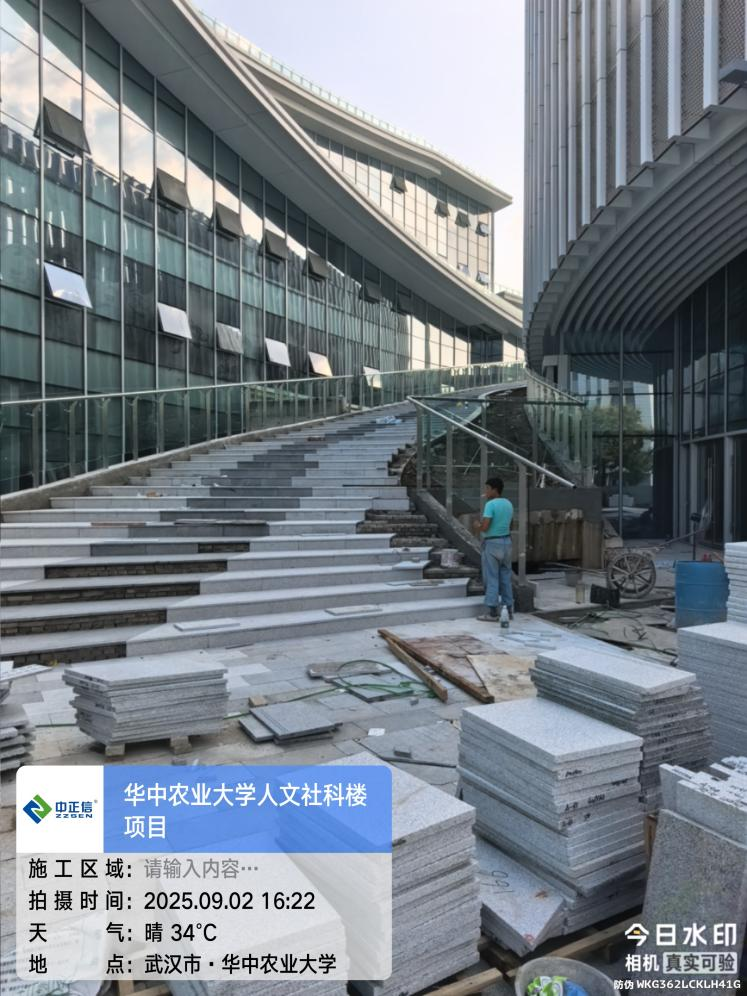 中正信®
ZZSEN
华中农业大学人文社科楼
项目
施工区域：请输入内容…
拍摄时间：2025.09.02 16:22
天气：晴 34℃
地点：武汉市·华中农业大学
今日水印
相机 真实可验
防伪 WKG362LCKLH41G